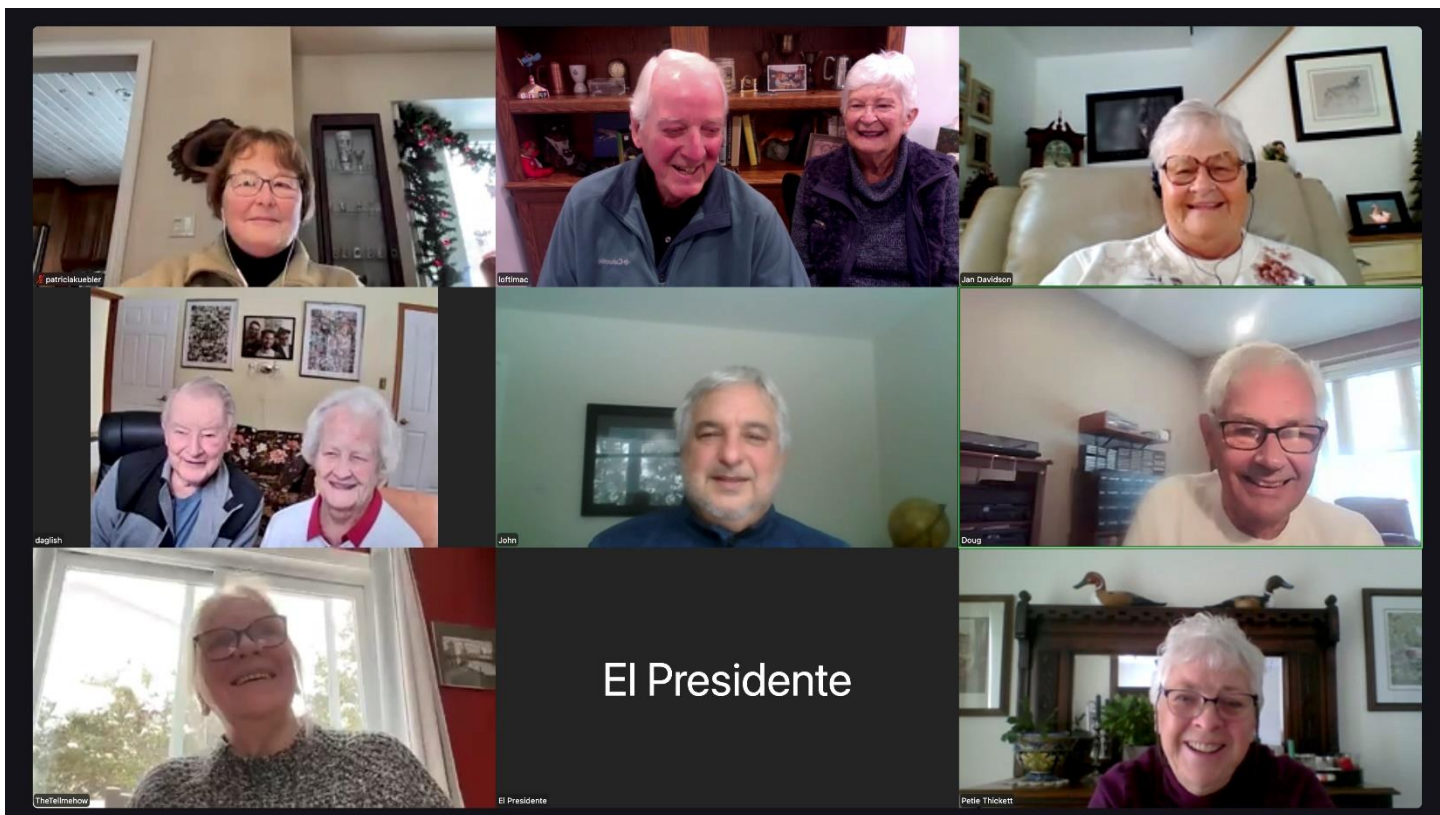 patriciakuebler
loftimac
Jan Davidson
daglish
John
Doug
TheTellmehow
El Presidente
El Presidente
Petie Thickett